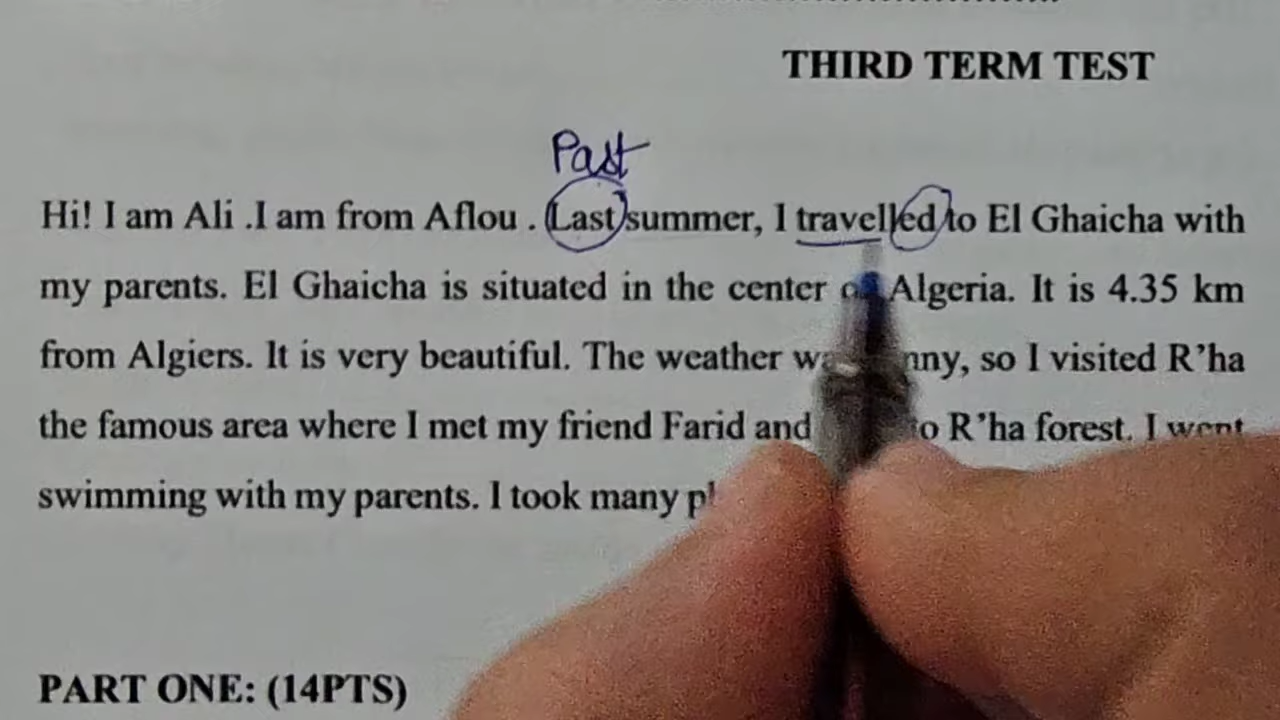 THIRD TERM TEST
Past
Hi! I am Ali .I am from Aflou . Last summer, I travelled to El Ghaicha with
my parents. El Ghaicha is situated in the center Algeria. It is 4.35 km
from Algiers. It is very beautiful. The weather so I visited R’ha
the famous area where I met my friend Farid and R’ha forest. I went
swimming with my parents. I took many
PART ONE: (14PTS)